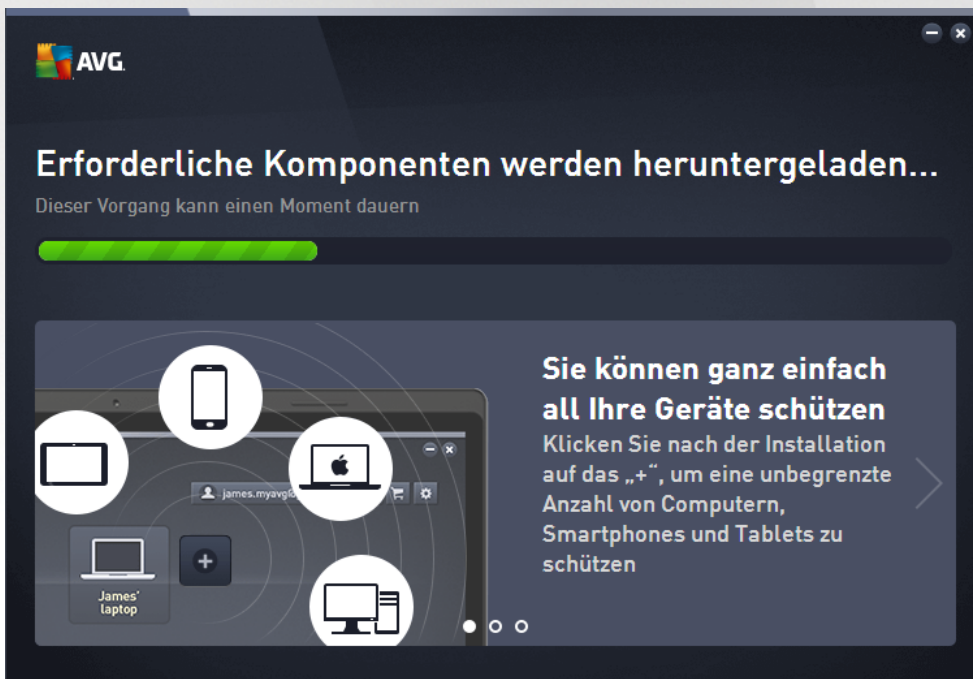 AVG.
Erforderliche Komponenten werden heruntergeladen...
Dieser Vorgang kann einen Moment dauern
james.myavg
James'
laptop
Sie können ganz einfach
all Ihre Geräte schützen
Klicken Sie nach der Installation
auf das „+“, um eine unbegrenzte
Anzahl von Computern,
Smartphones und Tablets zu
schützen